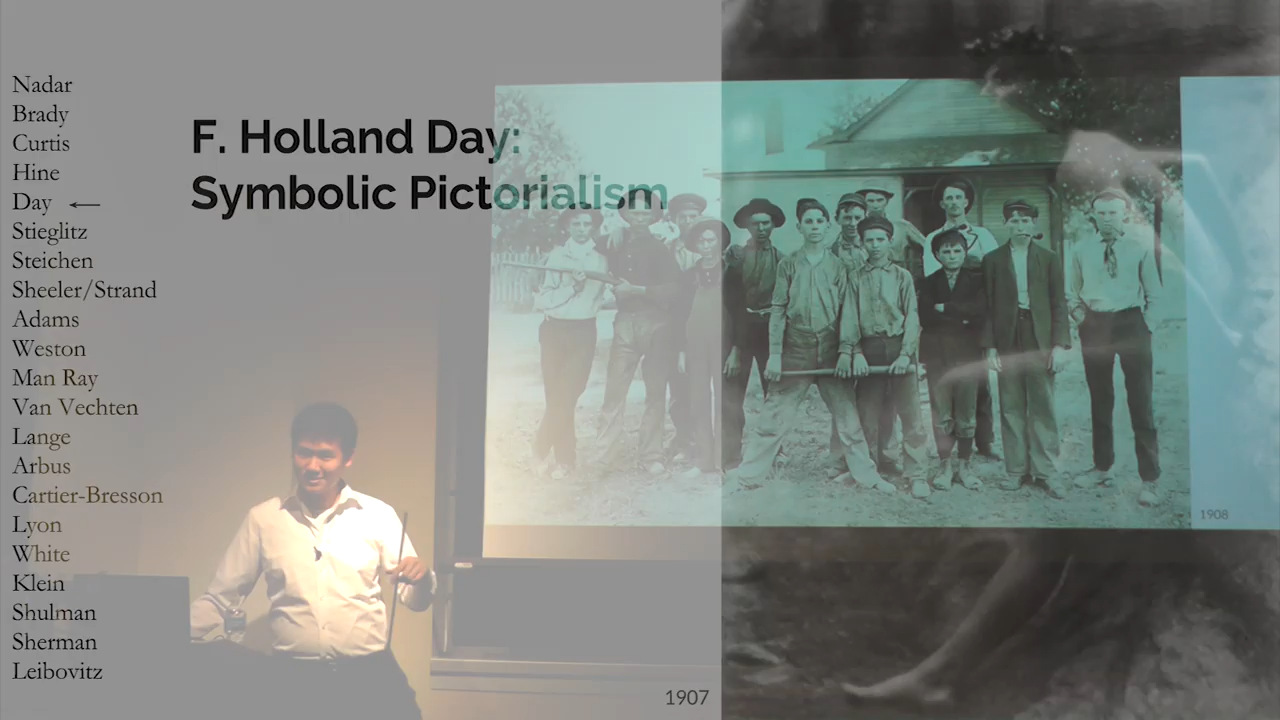 Nadar
Brady
Curtis
Hine
Day ←
Stieglitz
Steichen
Sheeler/Strand
Adams
Weston
Man Ray
Van Vechten
Lange
Arbus
Cartier-Bresson
Lyon
White
Klein
Shulman
Sherman
Leibovitz
F. Holland Day:
Symbolic Pictorialism
1908
1907